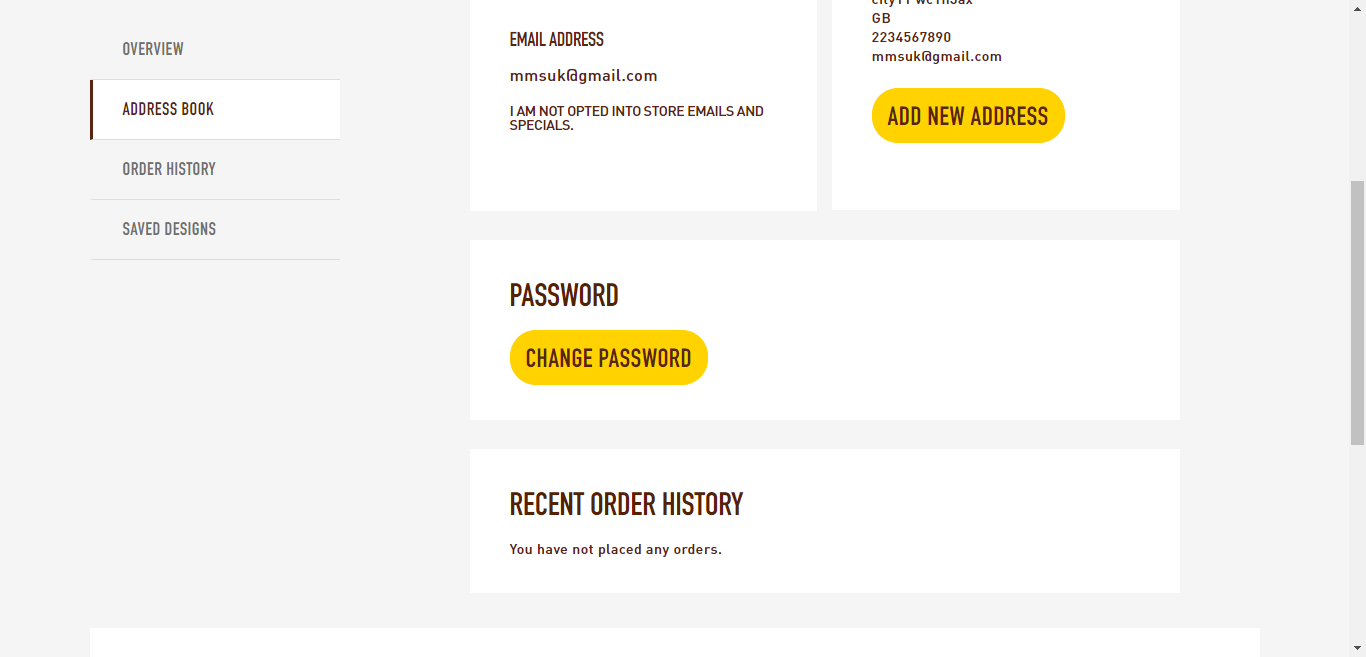 OVERVIEW
ADDRESS BOOK
ORDER HISTORY
SAVED DESIGNS
EMAIL ADDRESS
mmsuk@gmail.com
I AM NOT OPTED INTO STORE EMAILS AND
SPECIALS.
GB
2234567890
mmsuk@gmail.com
ADD NEW ADDRESS
PASSWORD
CHANGE PASSWORD
RECENT ORDER HISTORY
You have not placed any orders.